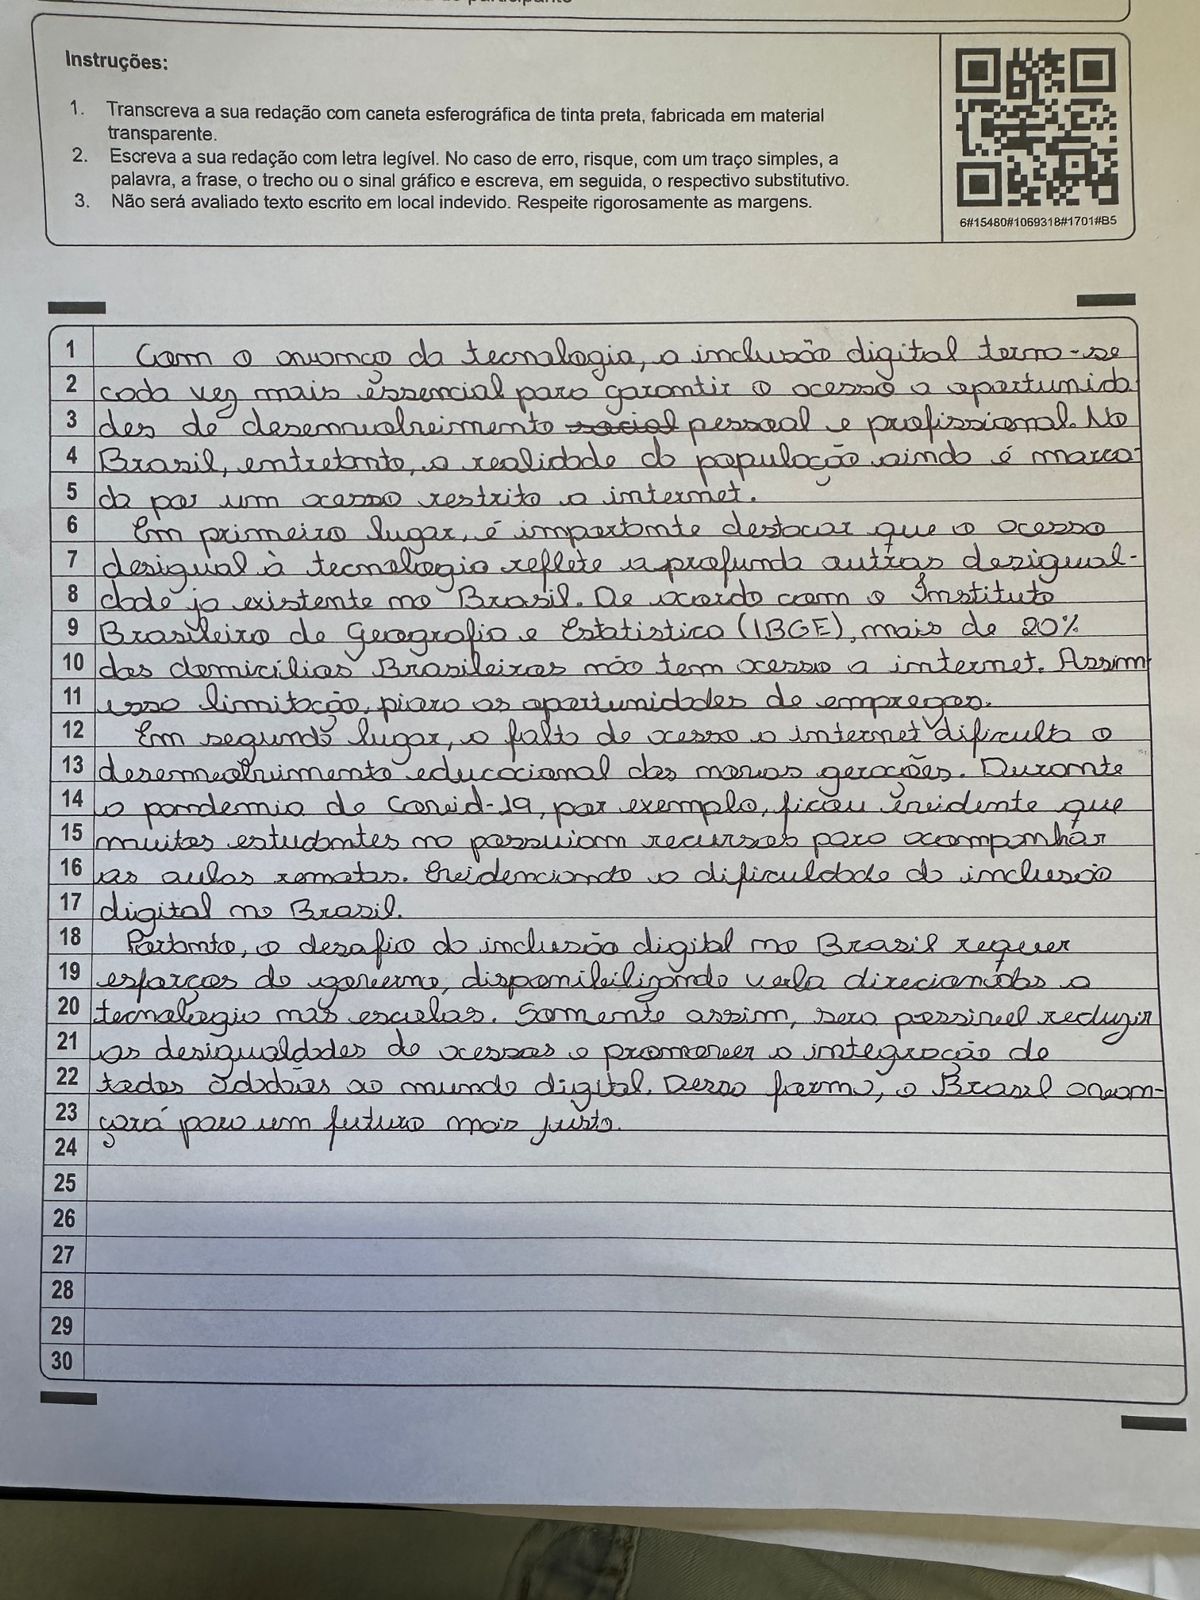 Instruções:
1. Transcreva a sua redação com caneta esferográfica de tinta preta, fabricada em material
transparente.
2. Escreva a sua redação com letra legível. No caso de erro, risque, com um traço simples, a
palavra, a frase, o trecho ou o sinal gráfico e escreva, em seguida, o respectivo substitutivo.
3. Não será avaliado texto escrito em local indevido. Respeite rigorosamente as margens.
6#15480#1069318#1701#B5
1 Com o avanço da tecnologia, a inclusão digital torna-se
2 cada vez mais essencial para garantir o acesso a oportunida
3 des de desenvolveimento social pessoal e profissional. No
4 Brasil, entretanto, a realidade da população ainda é marca-
5 da por um acesso restrito a internet.
6 Em primeiro lugar, é importante destacar que o acesso
7 desigual à tecnologia reflete a profunda outras desigual-
8 dade ja existente no Brasil. De acordo com o Instituto
9 Brasileiro de Geografia e Estatistica (IBGE), mais de 20%
10 dos domicílios Brasileiros não tem acesso a internet. Assim
11 essa limitação, piora as oportunidades de empregos.
12 Em segundo lugar, a falta de acesso a internet dificulta o
13 desenvolvimento educacional das novas gerações. Durante
14 a pandemia de Covid-19, por exemplo, ficou evidente que
15 muitos estudantes no possuiam recursos para acompanhar
16 as aulas remotas. Evidenciando a dificuldade da inclusão
17 digital no Brasil.
18 Portanto, o desafio da inclusão digital no Brasil requer
19 esforços do governo, disponibilizando verba direcionadas a
20 tecnologia nas escolas. Somente assim, sera possivel reduzir
21 as desigualdades de acessos e promover a integração de
22 todos cidadões ao mundo digital. Dessa forma, o Brasil avan-
23 çará para um futuro mais justo.
24
25
26
27
28
29
30